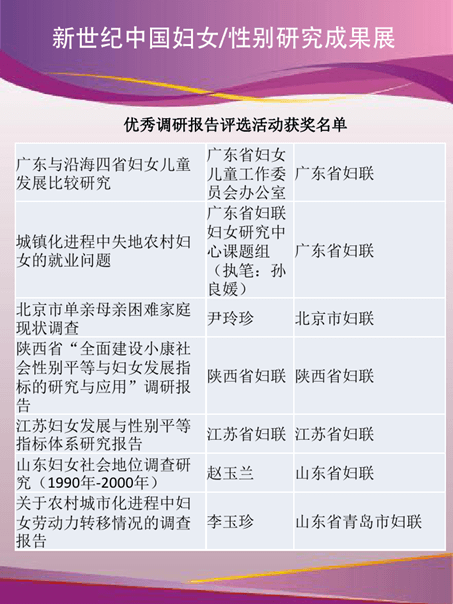 新世纪中国妇女/性别研究成果展
优秀调研报告评选活动获奖名单
广东与沿海四省妇女儿童
发展比较研究
广东省妇女
儿童工作委
员会办公室
广东省妇联
城镇化进程中失地农村妇
女的就业问题
广东省妇联
妇女研究中
心课题组
（执笔：孙
良媛）
广东省妇联
北京市单亲母亲困难家庭
现状调查
尹玲珍
北京市妇联
陕西省“全面建设小康社
会性别平等与妇女发展指
标的研究与应用”调研报
告
陕西省妇联
陕西省妇联
江苏妇女发展与性别平等
指标体系研究报告
江苏省妇联
江苏省妇联
山东妇女社会地位调查研
究（1990年-2000年）
赵玉兰
山东省妇联
关于农村城市化进程中妇
女劳动力转移情况的调查
报告
李玉珍
山东省青岛市妇联